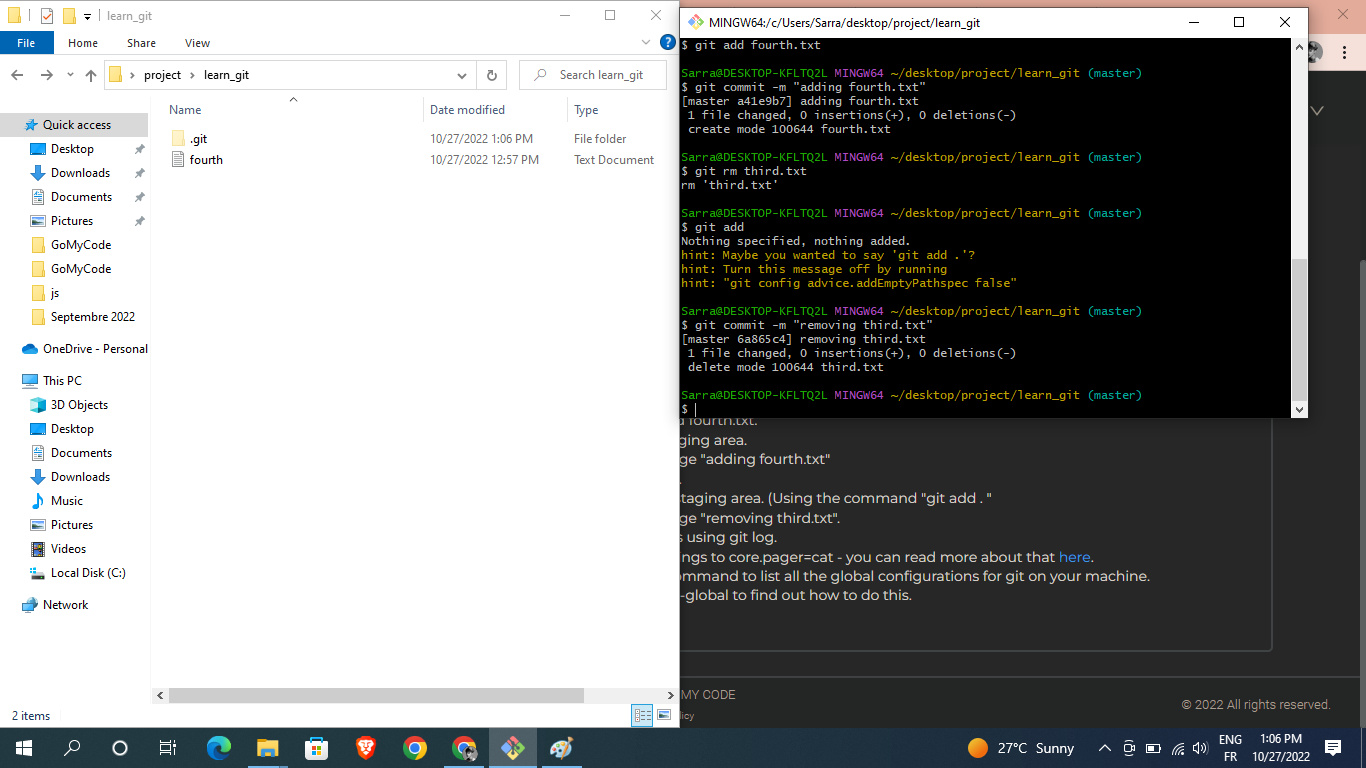 learn_git
File
Home
Share
View
project
learn_git
Search learn_git
Name
Date modified
Type
.git
10/27/2022 1:06 PM
File folder
fourth
10/27/2022 12:57 PM
Text Document
Quick access
Desktop
Downloads
Documents
Pictures
GoMyCode
GoMyCode
js
Septembre 2022
OneDrive - Personal
This PC
3D Objects
Desktop
Documents
Downloads
Music
Pictures
Videos
Local Disk (C:)
Network
2 items
MINGW64:/c/Users/Sarra/desktop/project/learn_git
$ git add fourth.txt
Sarra@DESKTOP-KFLTQ2L MINGW64 ~/desktop/project/learn_git (master)
$ git commit -m "adding fourth.txt"
[master a41e9b7] adding fourth.txt
1 file changed, 0 insertions(+), 0 deletions(-)
create mode 100644 fourth.txt
Sarra@DESKTOP-KFLTQ2L MINGW64 ~/desktop/project/learn_git (master)
$ git rm third.txt
rm 'third.txt'
Sarra@DESKTOP-KFLTQ2L MINGW64 ~/desktop/project/learn_git (master)
$ git add
Nothing specified, nothing added.
hint: Maybe you wanted to say 'git add .'?
hint: Turn this message off by running
hint: "git config advice.addEmptyPathspec false"
Sarra@DESKTOP-KFLTQ2L MINGW64 ~/desktop/project/learn_git (master)
$ git commit -m "removing third.txt"
[master 6a865c4] removing third.txt
1 file changed, 0 insertions(+), 0 deletions(-)
delete mode 100644 third.txt
Sarra@DESKTOP-KFLTQ2L MINGW64 ~/desktop/project/learn_git (master)
$
fourth.txt.
ging area.
ge "adding fourth.txt"
.
taging area. (Using the command "git add . "
ge "removing third.txt".
s using git log.
ings to core.pager=cat - you can read more about that here.
ommand to list all the global configurations for git on your machine.
-global to find out how to do this.
MY CODE
licy
© 2022 All rights reserved.
27°C Sunny
ENG
FR
1:06 PM
10/27/2022